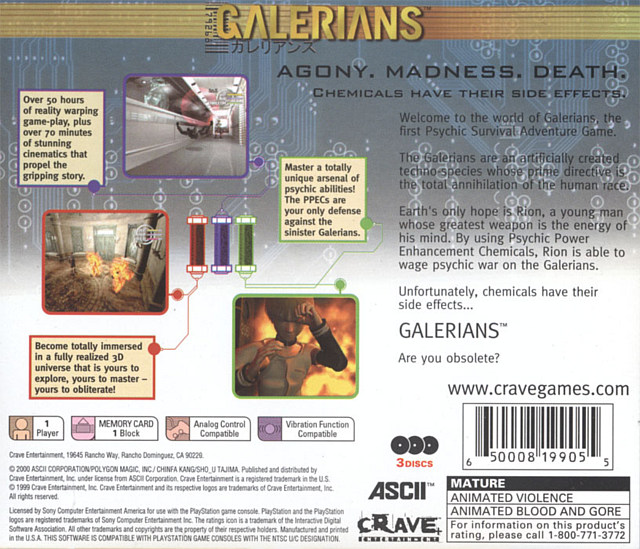 GALERIANS™
ガレリアンズ
AGONY. MADNESS. DEATH.
CHEMICALS HAVE THEIR SIDE EFFECTS.
Over 50 hours
of reality warping
game-play, plus
over 70 minutes
of stunning
cinematics that
propel the
gripping story.
Welcome to the world of Galerians, the
first Psychic Survival Adventure Game.
The Galerians are an artificially created
techno-species whose prime directive is
the total annihilation of the human race.
Master a totally
unique arsenal of
psychic abilities!
The PPECs are
your only defense
against the
sinister Galerians.
Earth's only hope is Rion, a young man
whose greatest weapon is the energy of
his mind. By using Psychic Power
Enhancement Chemicals, Rion is able to
wage psychic war on the Galerians.
Unfortunately, chemicals have their
side effects...
GALERIANS™
Are you obsolete?
Become totally immersed
in a fully realized 3D
universe that is yours to
explore, yours to master –
yours to obliterate!
www.cravegames.com
1
Player
MEMORY CARD
1 Block
Analog Control
Compatible
Vibration Function
Compatible
3 DISCS
6 50008 19905 5
Crave Entertainment, 19645 Rancho Way, Rancho Dominguez, CA 90220.
© 2000 ASCII CORPORATION/POLYGON MAGIC, INC./ CHINFA KANG/SHO_U TAJIMA. Published and distributed by
Crave Entertainment, Inc. under license from ASCII Corporation. Crave Entertainment is a registered trademark in the U.S.
© 1999 Crave Entertainment, Inc. Crave Entertainment and its respective logos are trademarks of Crave Entertainment, Inc.
All rights reserved.
Licensed by Sony Computer Entertainment America for use with the PlayStation game console. PlayStation and the PlayStation
logos are registered trademarks of Sony Computer Entertainment Inc. The ratings icon is a trademark of the Interactive Digital
Software Association. All other trademarks and copyrights are the property of their respective holders. Manufactured and printed
in the U.S.A. THIS SOFTWARE IS COMPATIBLE WITH PLAYSTATION GAME CONSOLES WITH THE NTSC U/C DESIGNATION.
ASCII™
CRAVE
ENTERTAINMENT
MATURE
ANIMATED VIOLENCE
ANIMATED BLOOD AND GORE
For information on this product's
rating, please call 1-800-771-3772